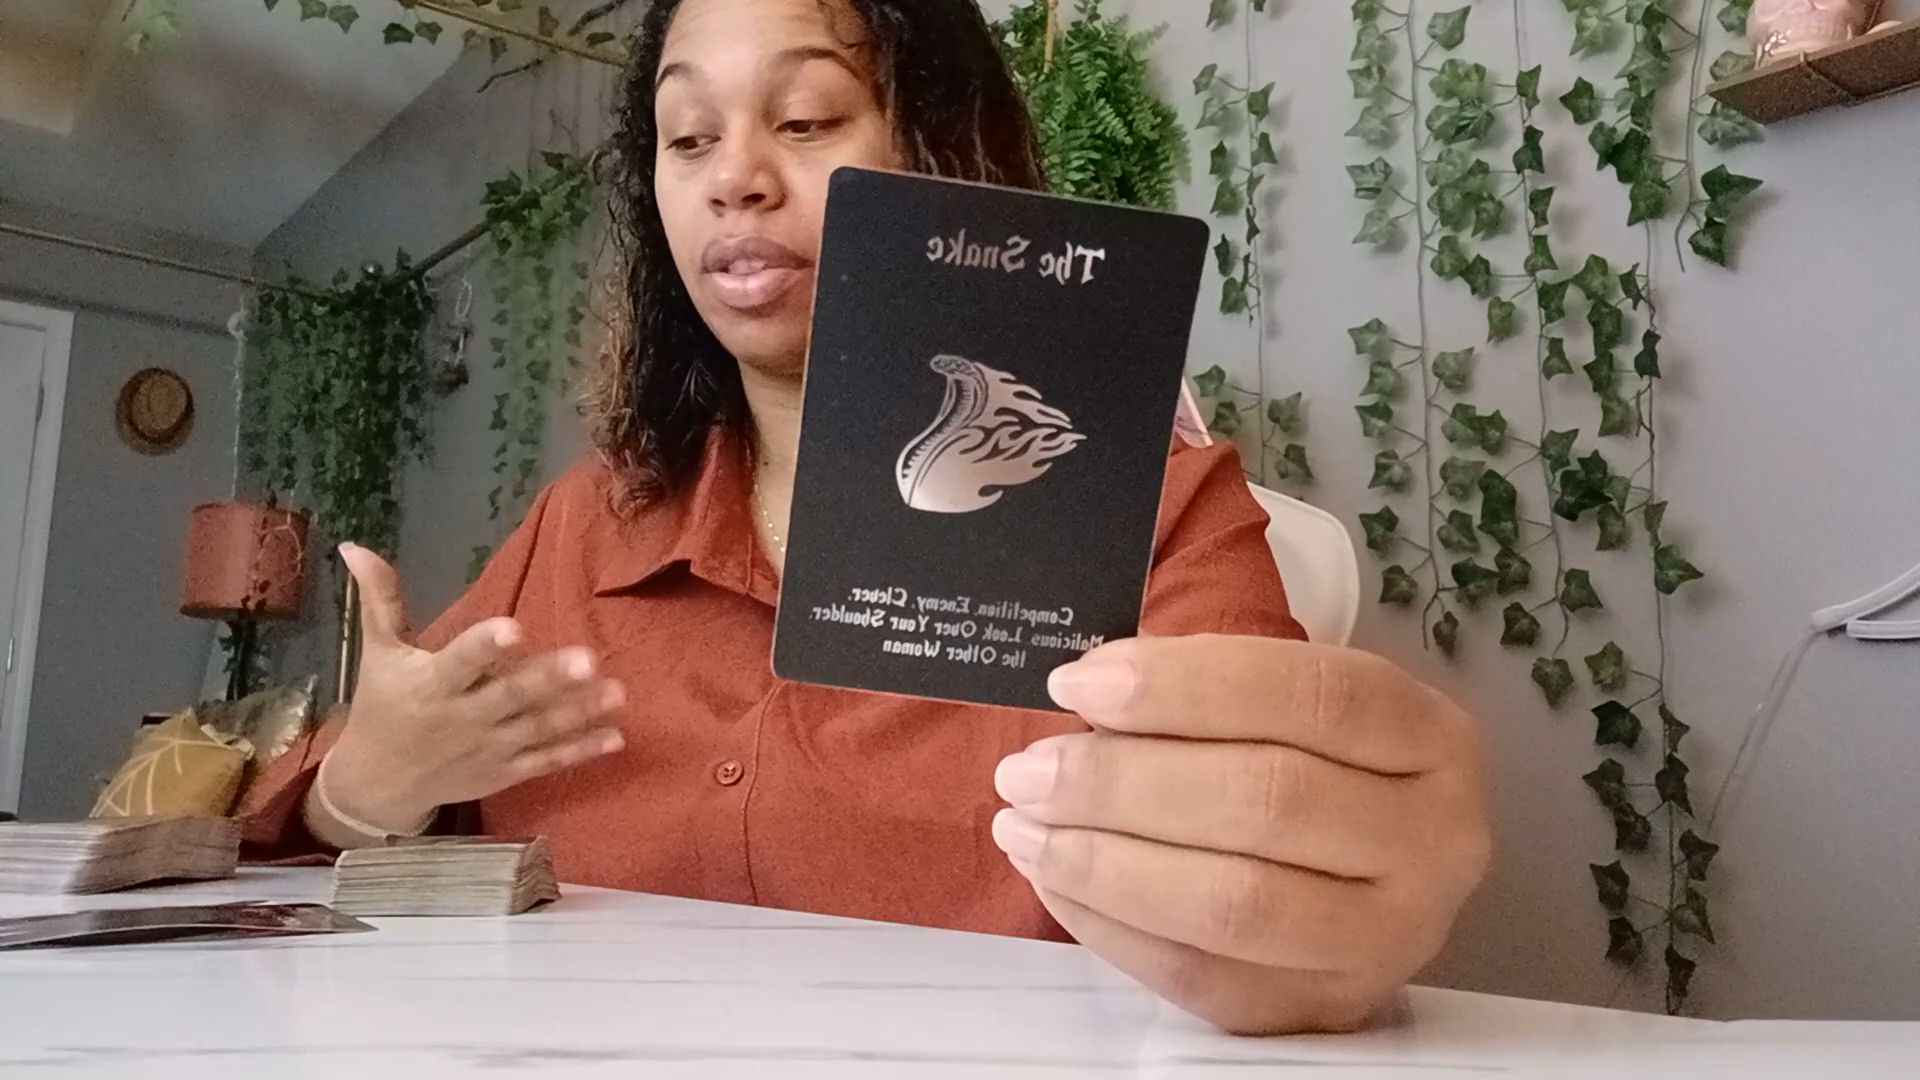 The Snake
Competition, Enemy, Clever,
Malicious, Look Over Your Shoulder,
the Other Woman